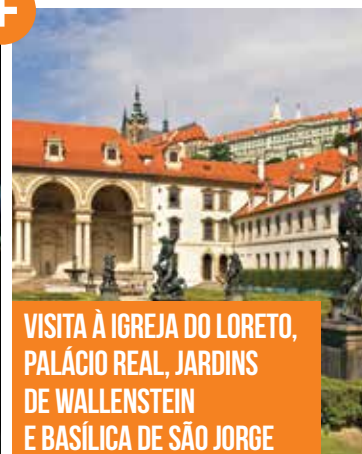 +
VISITA À IGREJA DO LORETO,
PALÁCIO REAL, JARDINS
DE WALLENSTEIN
E BASÍLICA DE SÃO JORGE